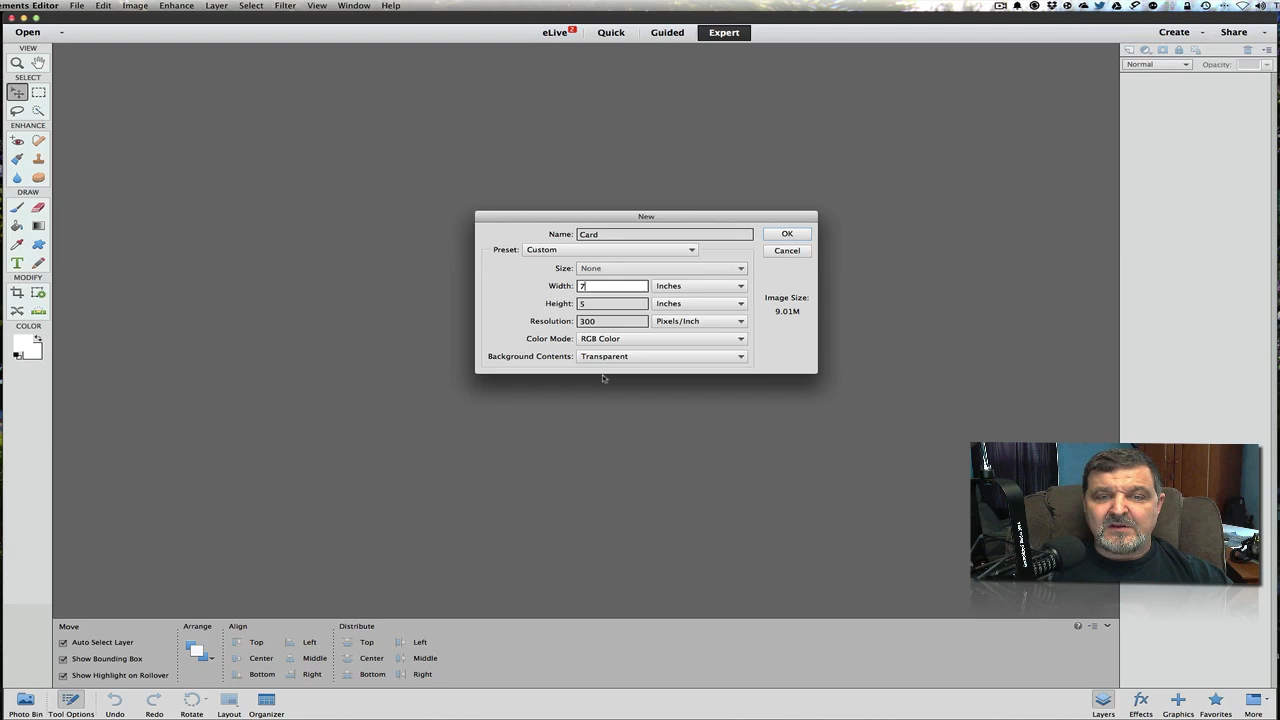 ements Editor File Edit Image Enhance Layer Select Filter View Window Help
Open eLive 2 Quick Guided Expert Create Share
VIEW
SELECT
ENHANCE
DRAW
MODIFY
COLOR
Normal Opacity:
New
Name: Card OK
Preset: Custom Cancel
Size: None
Width: 7 Inches
Height: 5 Inches
Resolution: 300 Pixels/Inch
Color Mode: RGB Color
Background Contents: Transparent
Image Size:
9.01M
Move Arrange Align Distribute
Auto Select Layer Top Left Top Left
Show Bounding Box Center Middle Center Middle
Show Highlight on Rollover Bottom Right Bottom Right
Photo Bin Tool Options Undo Redo Rotate Layout Organizer Layers Effects Graphics Favorites More